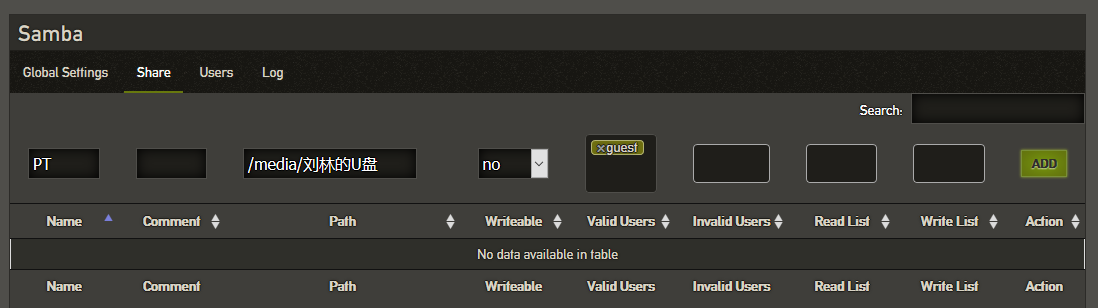 Samba
Global Settings Share Users Log
Search:
PT /media/刘林的U盘 no ×guest ADD
Name Comment Path Writeable Valid Users Invalid Users Read List Write List Action
No data available in table
Name Comment Path Writeable Valid Users Invalid Users Read List Write List Action